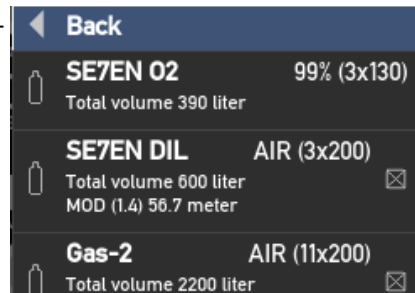 Back
SE7EN O2 99% (3x130)
Total volume 390 liter
SE7EN DIL AIR (3x200)
Total volume 600 liter
MOD (1.4) 56.7 meter
Gas-2 AIR (11x200)
Total volume 2200 liter